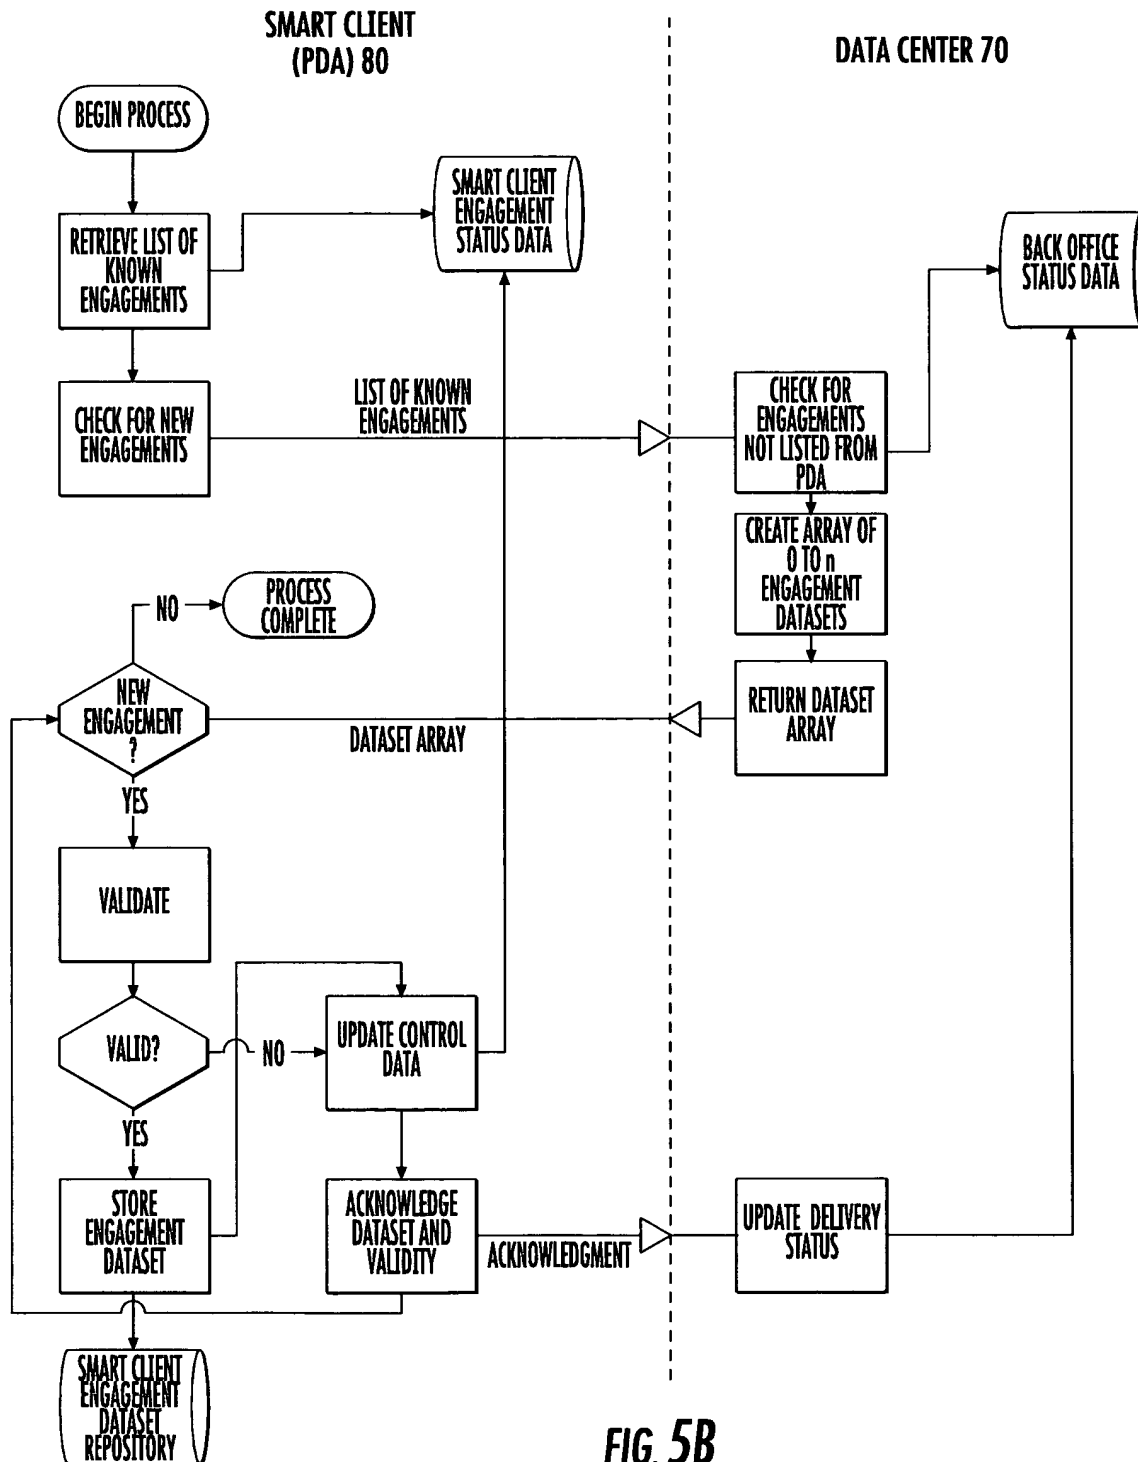 SMART CLIENT
(PDA) 80
DATA CENTER 70
BEGIN PROCESS
SMART CLIENT
ENGAGEMENT
STATUS DATA
RETRIEVE LIST OF
KNOWN
ENGAGEMENTS
BACK OFFICE
STATUS DATA
CHECK FOR NEW
ENGAGEMENTS
LIST OF KNOWN
ENGAGEMENTS
CHECK FOR
ENGAGEMENTS
NOT LISTED FROM
PDA
CREATE ARRAY OF
0 TO n
ENGAGEMENT
DATASETS
NO
PROCESS
COMPLETE
NEW
ENGAGEMENT
?
DATASET ARRAY
RETURN DATASET
ARRAY
YES
VALIDATE
VALID?
NO
UPDATE CONTROL
DATA
YES
STORE
ENGAGEMENT
DATASET
ACKNOWLEDGE
DATASET AND
VALIDITY
ACKNOWLEDGMENT
UPDATE DELIVERY
STATUS
SMART CLIENT
ENGAGEMENT
DATASET
REPOSITORY
FIG. 5B